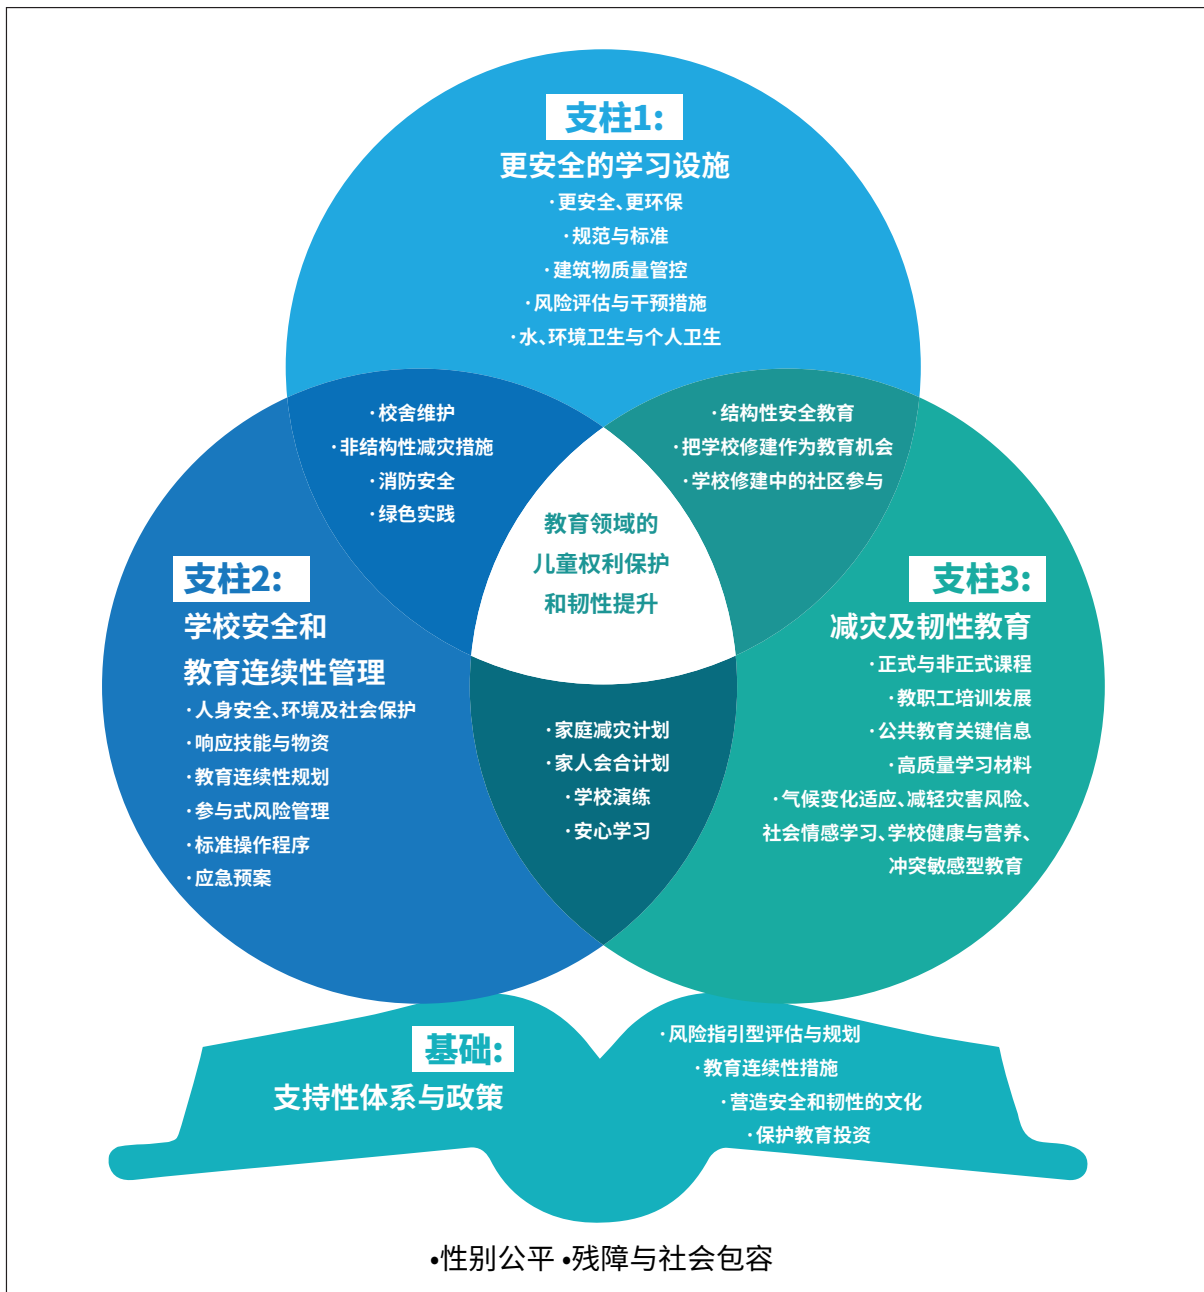 支柱1:
更安全的学习设施
·更安全、更环保
·规范与标准
·建筑物质量管控
·风险评估与干预措施
·水、环境卫生与个人卫生
·校舍维护
·非结构性减灾措施
·消防安全
·绿色实践
·结构性安全教育
·把学校修建作为教育机会
·学校修建中的社区参与
教育领域的
儿童权利保护
和韧性提升
支柱2:
学校安全和
教育连续性管理
·人身安全、环境及社会保护
·响应技能与物资
·教育连续性规划
·参与式风险管理
·标准操作程序
·应急预案
支柱3:
减灾及韧性教育
·正式与非正式课程
·教职工培训发展
·公共教育关键信息
·高质量学习材料
·气候变化适应、减轻灾害风险、
社会情感学习、学校健康与营养、
冲突敏感型教育
·家庭减灾计划
·家人会合计划
·学校演练
·安心学习
基础:
支持性体系与政策
·风险指引型评估与规划
·教育连续性措施
·营造安全和韧性的文化
·保护教育投资
•性别公平 •残障与社会包容